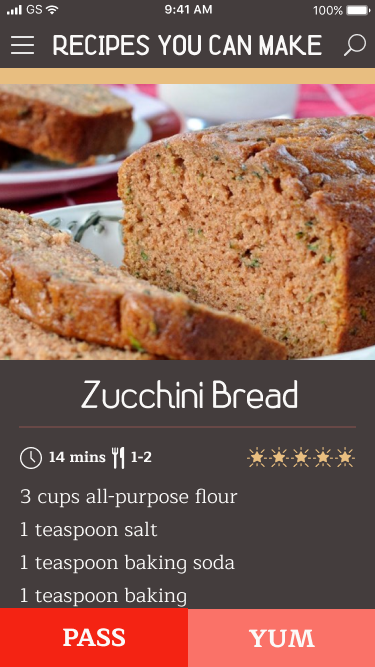 GS 9:41 AM 100%
RECIPES YOU CAN MAKE
Zucchini Bread
14 mins 1-2
3 cups all-purpose flour
1 teaspoon salt
1 teaspoon baking soda
1 teaspoon baking
PASS YUM